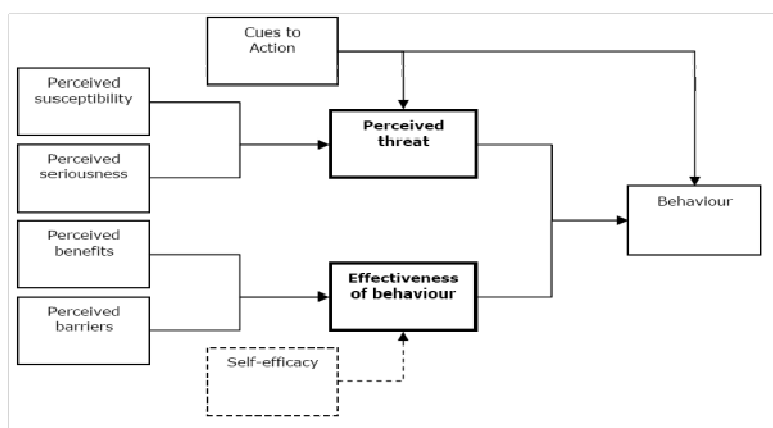 Cues to
Action
Perceived
susceptibility
Perceived
threat
Perceived
seriousness
Behaviour
Perceived
benefits
Effectiveness
of behaviour
Perceived
barriers
Self-efficacy